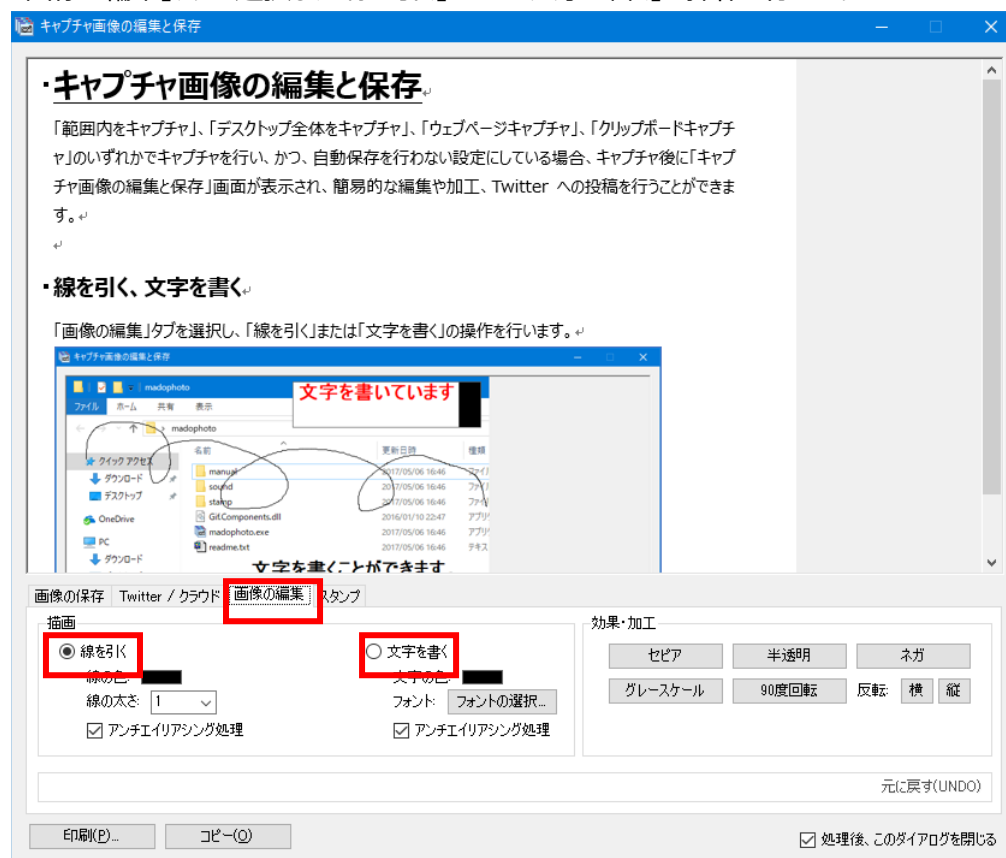 キャプチャ画像の編集と保存
・キャプチャ画像の編集と保存
「範囲内をキャプチャ」、「デスクトップ全体をキャプチャ」、「ウェブページキャプチャ」、「クリップボードキャプチ
ャ」のいずれかでキャプチャを行い、かつ、自動保存を行わない設定にしている場合、キャプチャ後に「キャプ
チャ画像の編集と保存」画面が表示され、簡易的な編集や加工、Twitter への投稿を行うことができま
す。
・線を引く、文字を書く
「画像の編集」タブを選択し、「線を引く」または「文字を書く」の操作を行います。
キャプチャ画像の編集と保存
madophoto
文字を書いています
ファイル ホーム 共有 表示
madophoto
名前 更新日時 種類
クイック アクセス
manual 2017/05/06 16:46
ダウンロード
sound 2017/05/06 16:46
デスクトップ
stamp 2017/05/06 16:46
OneDrive
GitComponents.dll 2016/01/10 22:47
PC
madophoto.exe 2017/05/06 16:46
readme.txt 2017/05/06 16:46
ダウンロード
文字を書くことができます
画像の保存 Twitter / クラウド 画像の編集 スタンプ
描画 効果・加工
線を引く 文字を書く セピア 半透明 ネガ
線の色: 文字の色:
線の太さ: 1 フォント: フォントの選択... グレースケール 90度回転 反転: 横 縦
アンチエイリアシング処理 アンチエイリアシング処理
元に戻す(UNDO)
印刷(P)... コピー(O) 処理後、このダイアログを閉じる